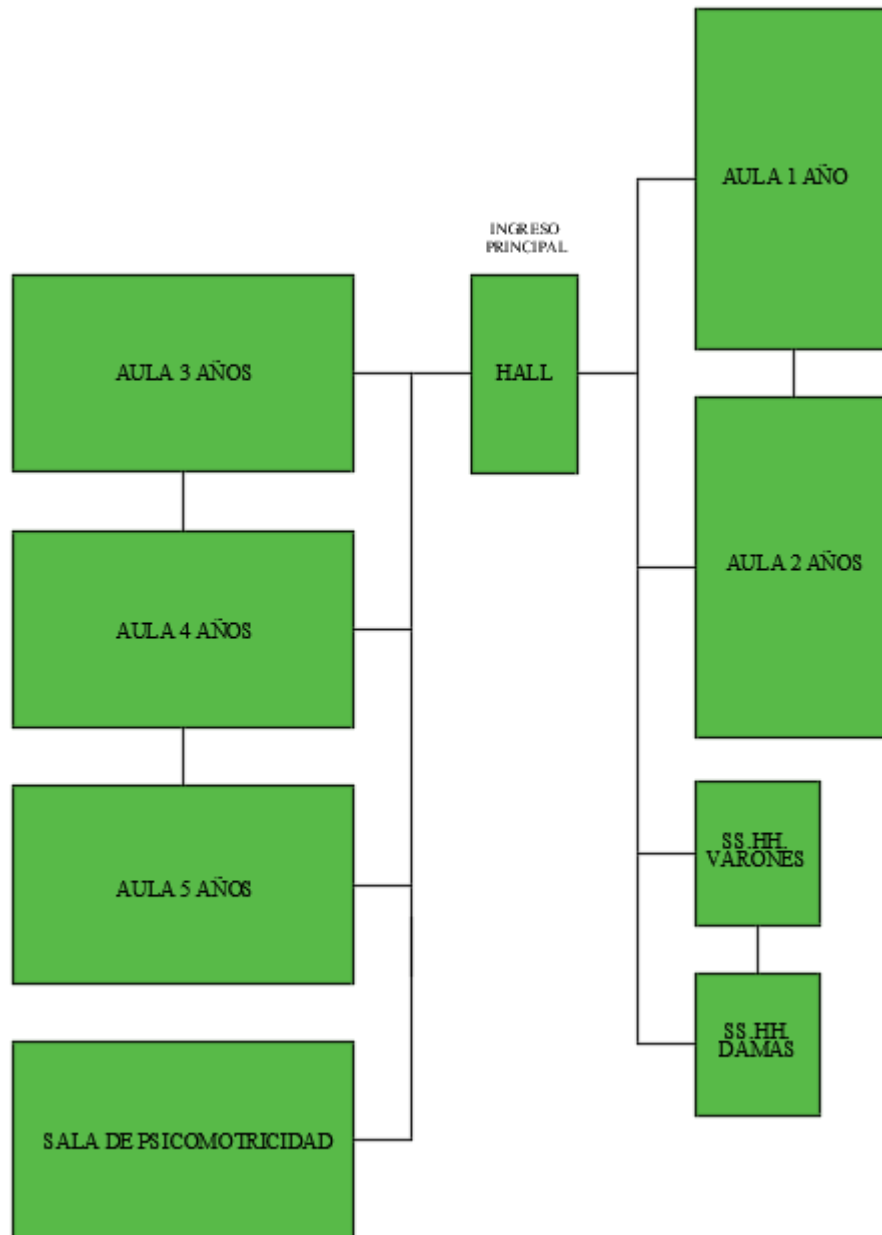 AULA 1 AÑO
INGRESO
PRINCIPAL
AULA 3 AÑOS
HALL
AULA 2 AÑOS
AULA 4 AÑOS
SS.HH.
VARONES
AULA 5 AÑOS
SS.HH.
DAMAS
SALA DE PSICOMOTRICIDAD